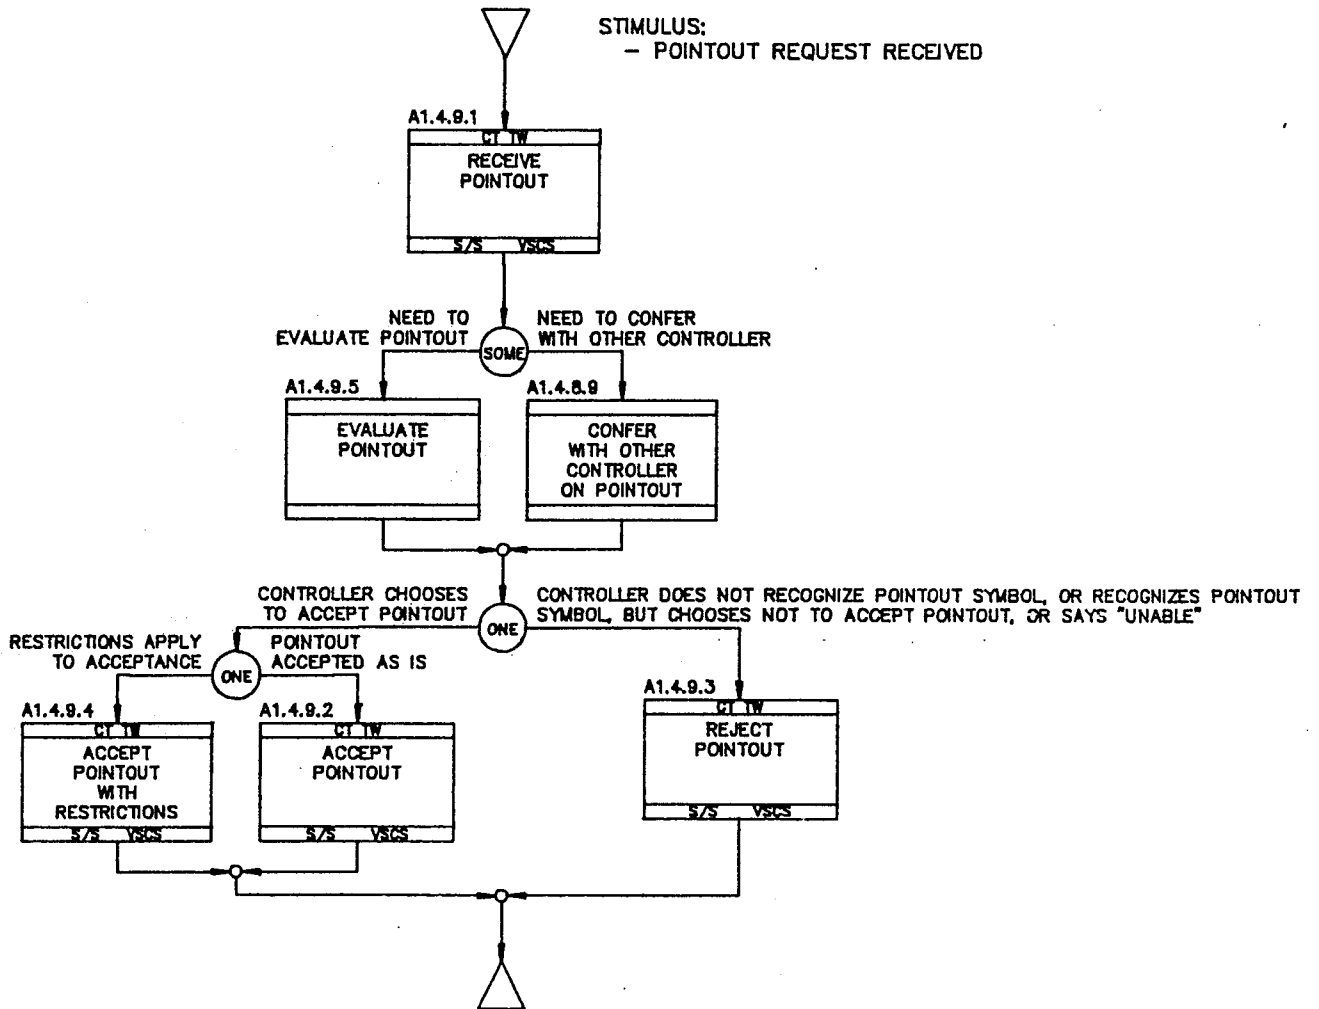 STIMULUS:
– POINTOUT REQUEST RECEIVED
A1.4.9.1
CT TW
RECEIVE
POINTOUT
S/S VSCS
NEED TO
EVALUATE POINTOUT
NEED TO CONFER
WITH OTHER CONTROLLER
SOME
A1.4.9.5
EVALUATE
POINTOUT
A1.4.8.9
CONFER
WITH OTHER
CONTROLLER
ON POINTOUT
CONTROLLER CHOOSES
TO ACCEPT POINTOUT
CONTROLLER DOES NOT RECOGNIZE POINTOUT SYMBOL, OR RECOGNIZES POINTOUT
SYMBOL, BUT CHOOSES NOT TO ACCEPT POINTOUT, OR SAYS "UNABLE"
ONE
RESTRICTIONS APPLY
TO ACCEPTANCE
POINTOUT
ACCEPTED AS IS
ONE
A1.4.9.4
CT TW
ACCEPT
POINTOUT
WITH
RESTRICTIONS
S/S VSCS
A1.4.9.2
CT TW
ACCEPT
POINTOUT
S/S VSCS
A1.4.9.3
CT TW
REJECT
POINTOUT
S/S VSCS